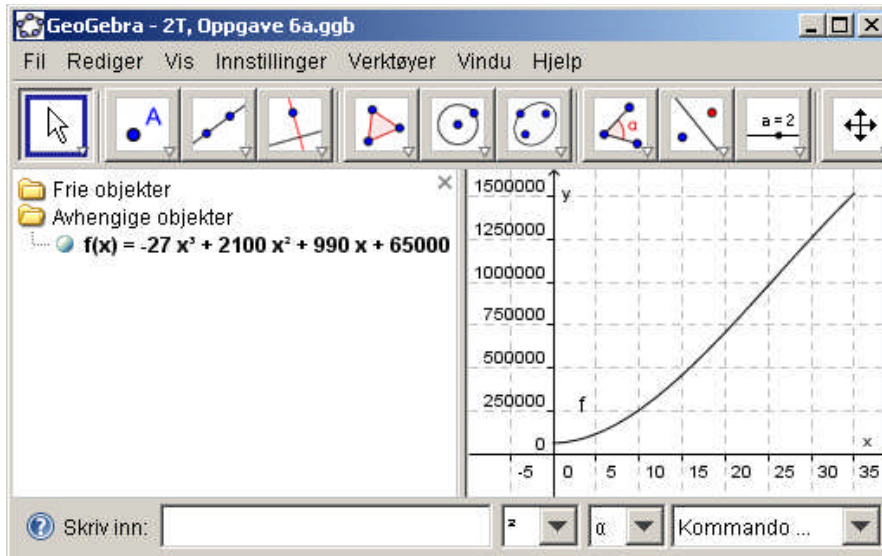 GeoGebra - 2T, Oppgave 6a.ggb
Fil Rediger Vis Innstillinger Verktøyer Vindu Hjelp
A
α
a = 2
Frie objekter
Avhengige objekter
f(x) = -27 x³ + 2100 x² + 990 x + 65000
1500000
y
1250000
1000000
750000
500000
250000
f
0
x
-5 0 5 10 15 20 25 30 35
Skriv inn:
²
α
Kommando ...